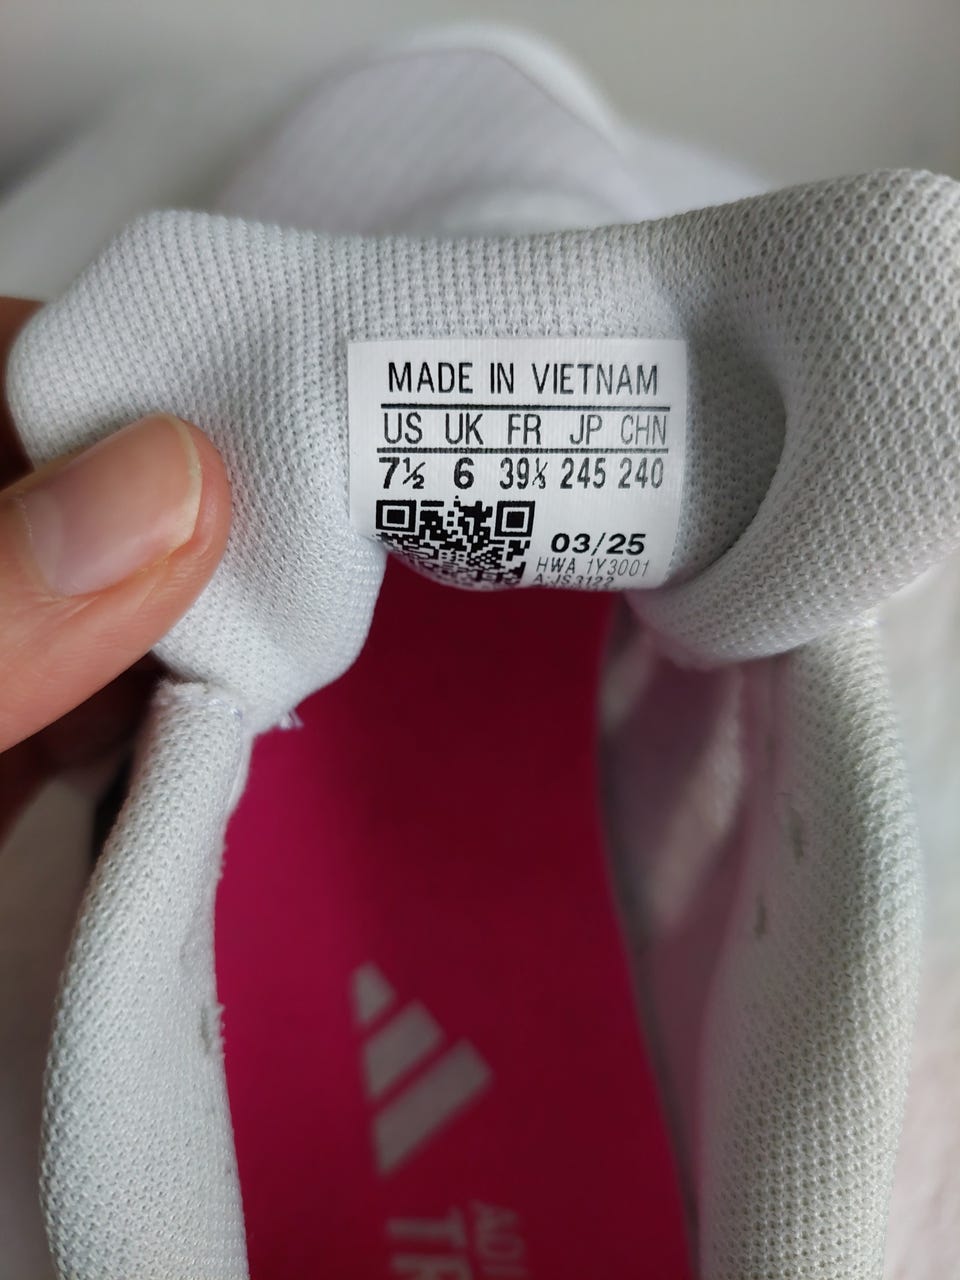 MADE IN VIETNAM
US UK FR JP CHN
7½ 6 39⅓ 245 240
03/25
HWA 1Y3001
A:JS3122